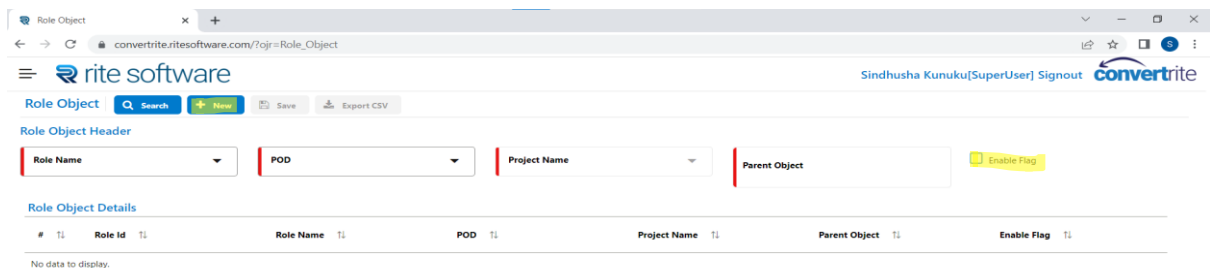 Role Object
convertrite.ritesoftware.com/?ojr=Role_Object
S
rite software
Sindhusha Kunuku[SuperUser] Signout convertrite
Role Object Search + New Save Export CSV
Role Object Header
Role Name POD Project Name Parent Object Enable Flag
Role Object Details
# Role Id Role Name POD Project Name Parent Object Enable Flag
No data to display.